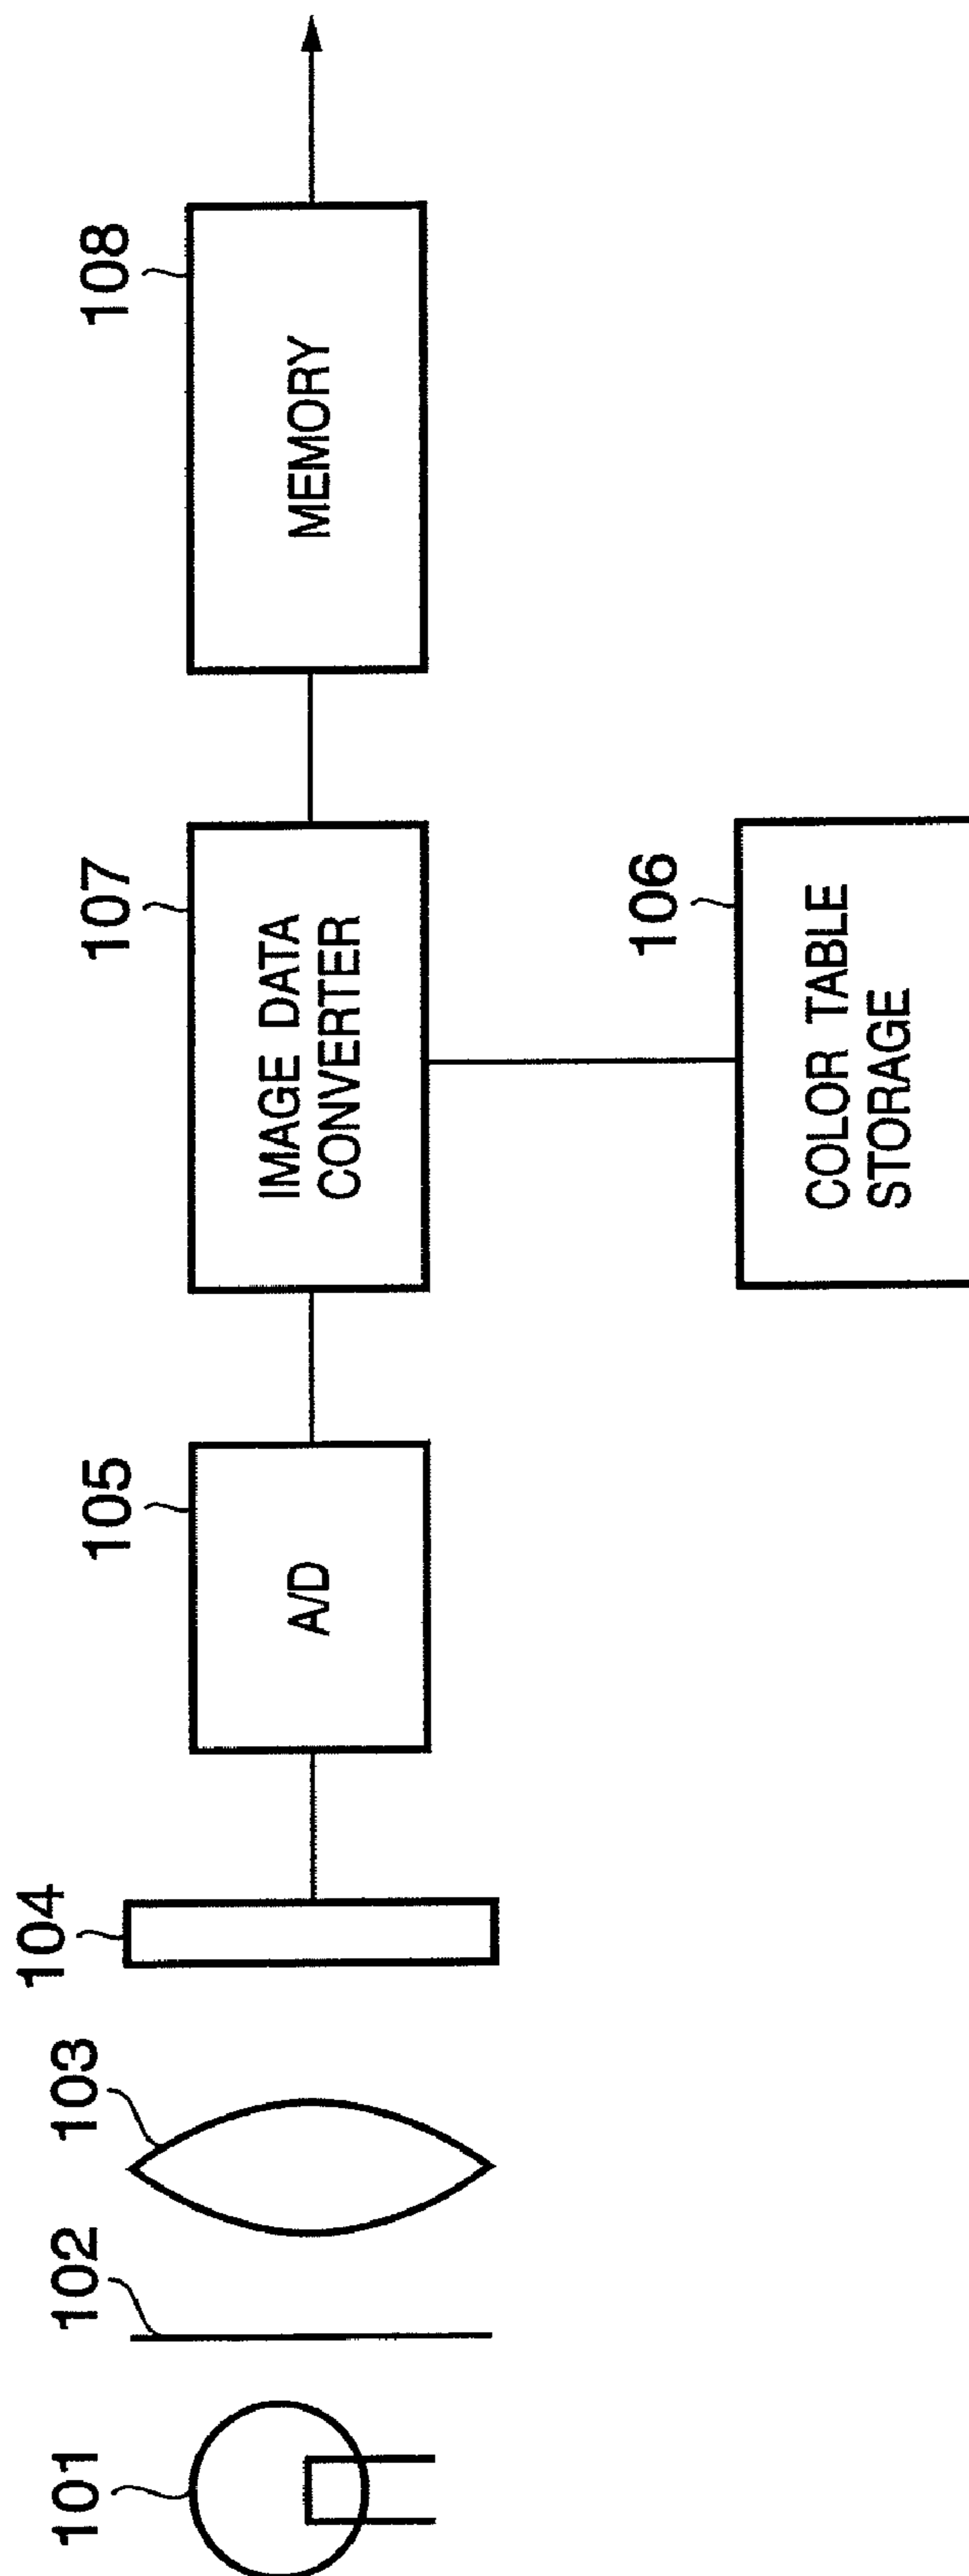 101
102
103
104
105
A/D
107
IMAGE DATA
CONVERTER
108
MEMORY
106
COLOR TABLE
STORAGE